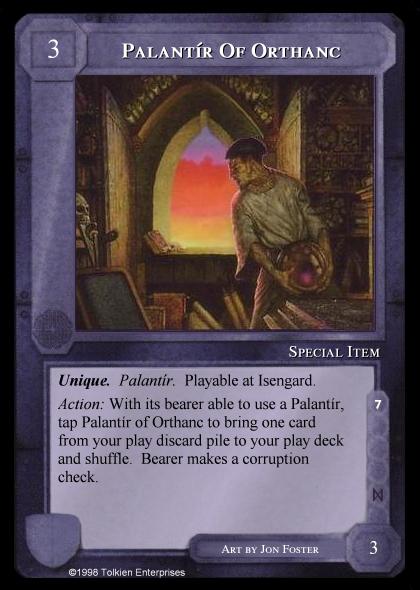 3
PALANTÍR OF ORTHANC
SPECIAL ITEM
Unique. Palantír. Playable at Isengard.
Action: With its bearer able to use a Palantír,
tap Palantír of Orthanc to bring one card
from your play discard pile to your play deck
and shuffle. Bearer makes a corruption
check.
7
ART BY JON FOSTER
3
©1998 Tolkien Enterprises